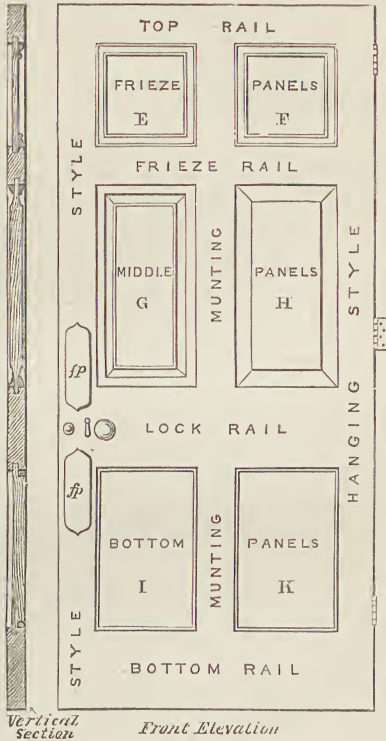 TOP RAIL
FRIEZE PANELS
E F
STYLE
FRIEZE RAIL
MUNTING
STYLE
MIDDLE PANELS
G H
fp
LOCK RAIL
HANGING
fp
BOTTOM PANELS
I K
MUNTING
STYLE
BOTTOM RAIL
Vertical
Section
Front Elevation